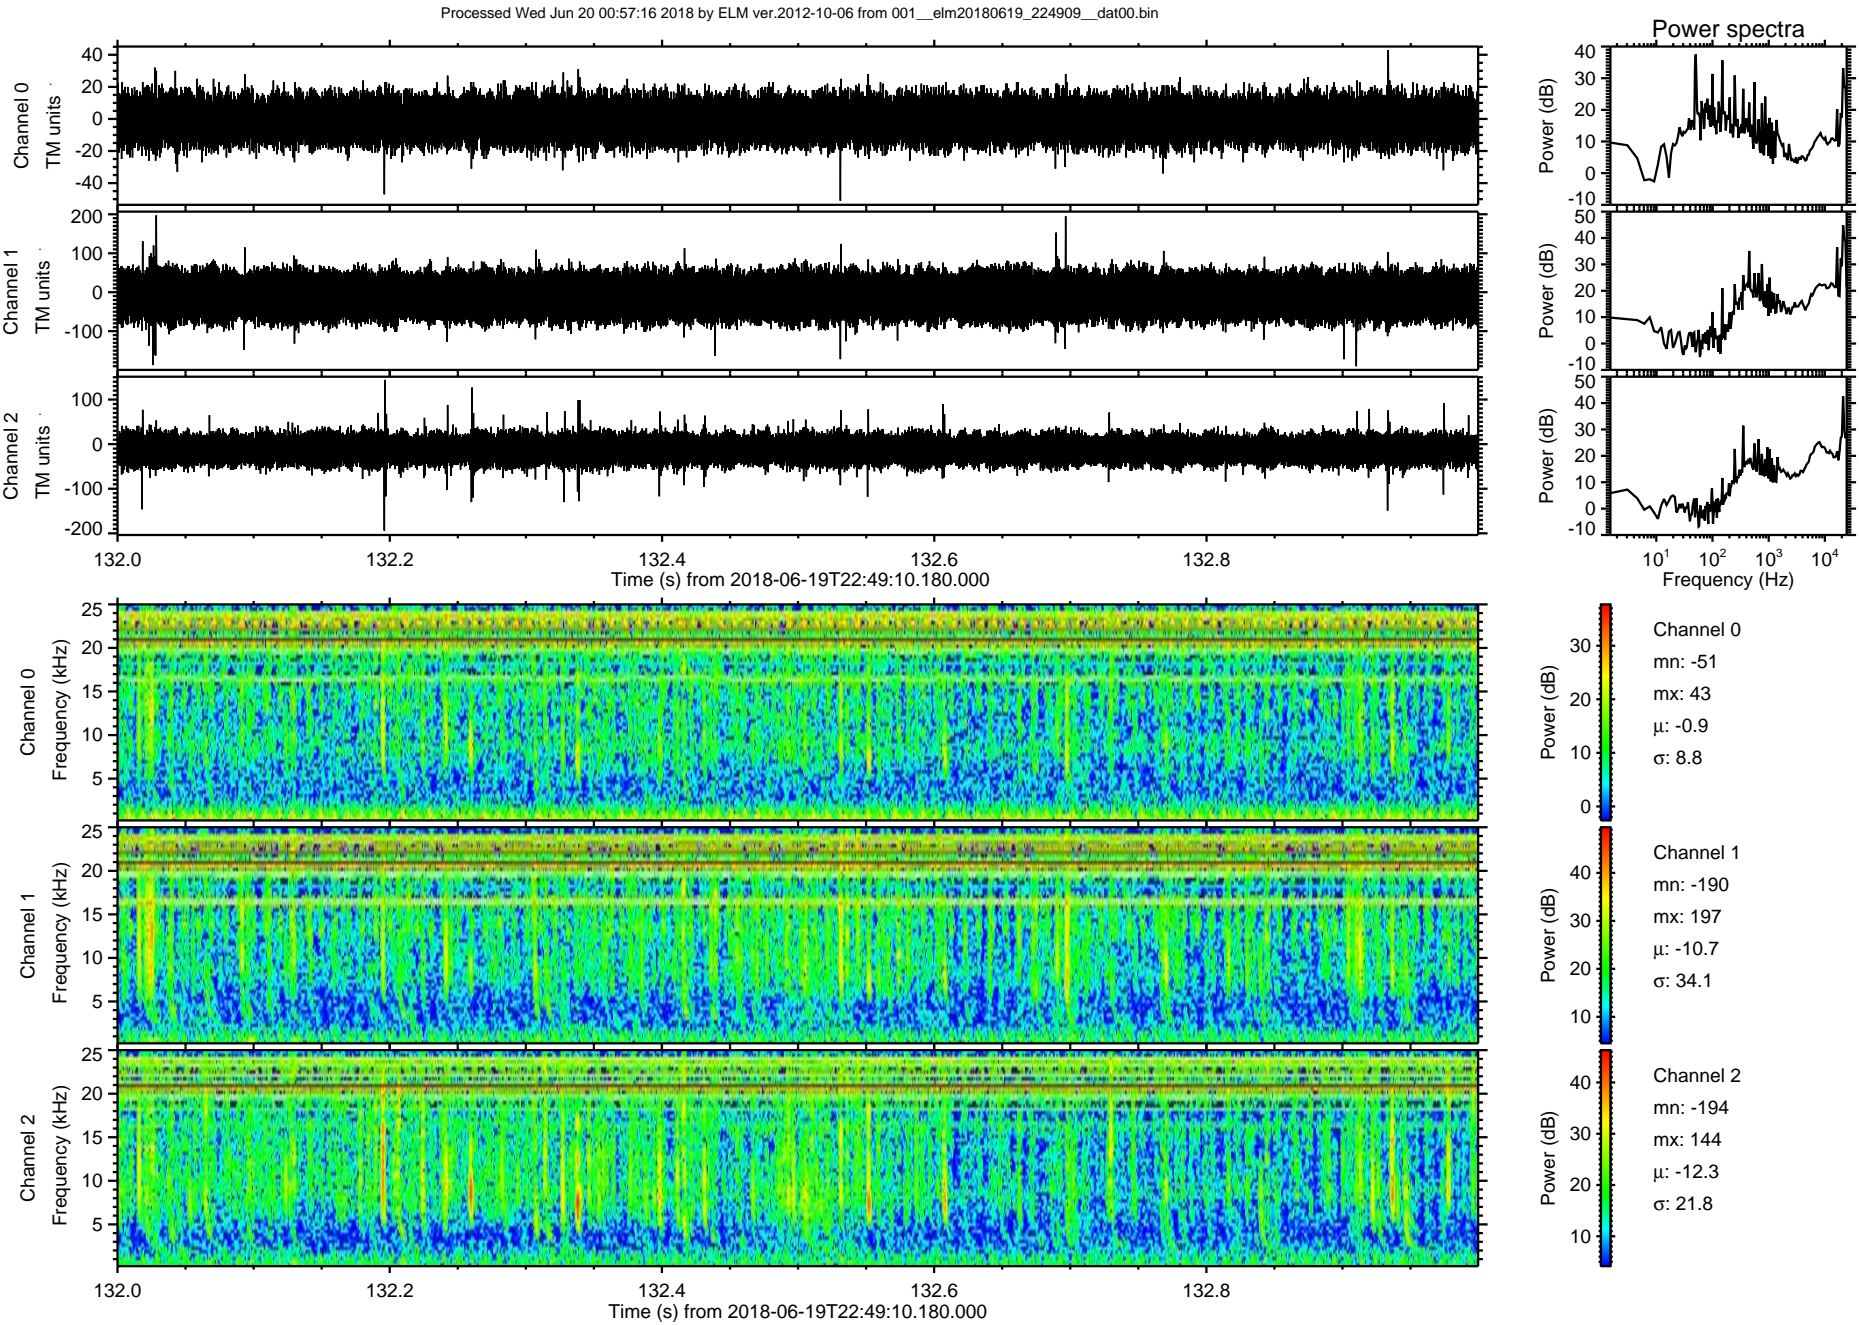 Processed Wed Jun 20 00:57:16 2018 by ELM ver.2012-10-06 from 001__elm20180619_224909__dat00.bin
Power spectra
Channel 0
TM units
40
20
0
-20
-40
Power (dB)
40
30
20
10
0
-10
Channel 1
TM units
200
100
0
-100
Power (dB)
50
40
30
20
10
0
-10
Channel 2
TM units
100
0
-100
-200
Power (dB)
50
40
30
20
10
0
-10
132.0
132.2
132.4
132.6
132.8
Time (s) from 2018-06-19T22:49:10.180.000
10¹
10²
10³
10⁴
Frequency (Hz)
Channel 0
Frequency (kHz)
25
20
15
10
5
Power (dB)
30
20
10
0
Channel 0
mn: -51
mx: 43
μ: -0.9
σ: 8.8
Channel 1
Frequency (kHz)
25
20
15
10
5
Power (dB)
40
30
20
10
Channel 1
mn: -190
mx: 197
μ: -10.7
σ: 34.1
Channel 2
Frequency (kHz)
25
20
15
10
5
Power (dB)
40
30
20
10
Channel 2
mn: -194
mx: 144
μ: -12.3
σ: 21.8
132.0
132.2
132.4
132.6
132.8
Time (s) from 2018-06-19T22:49:10.180.000